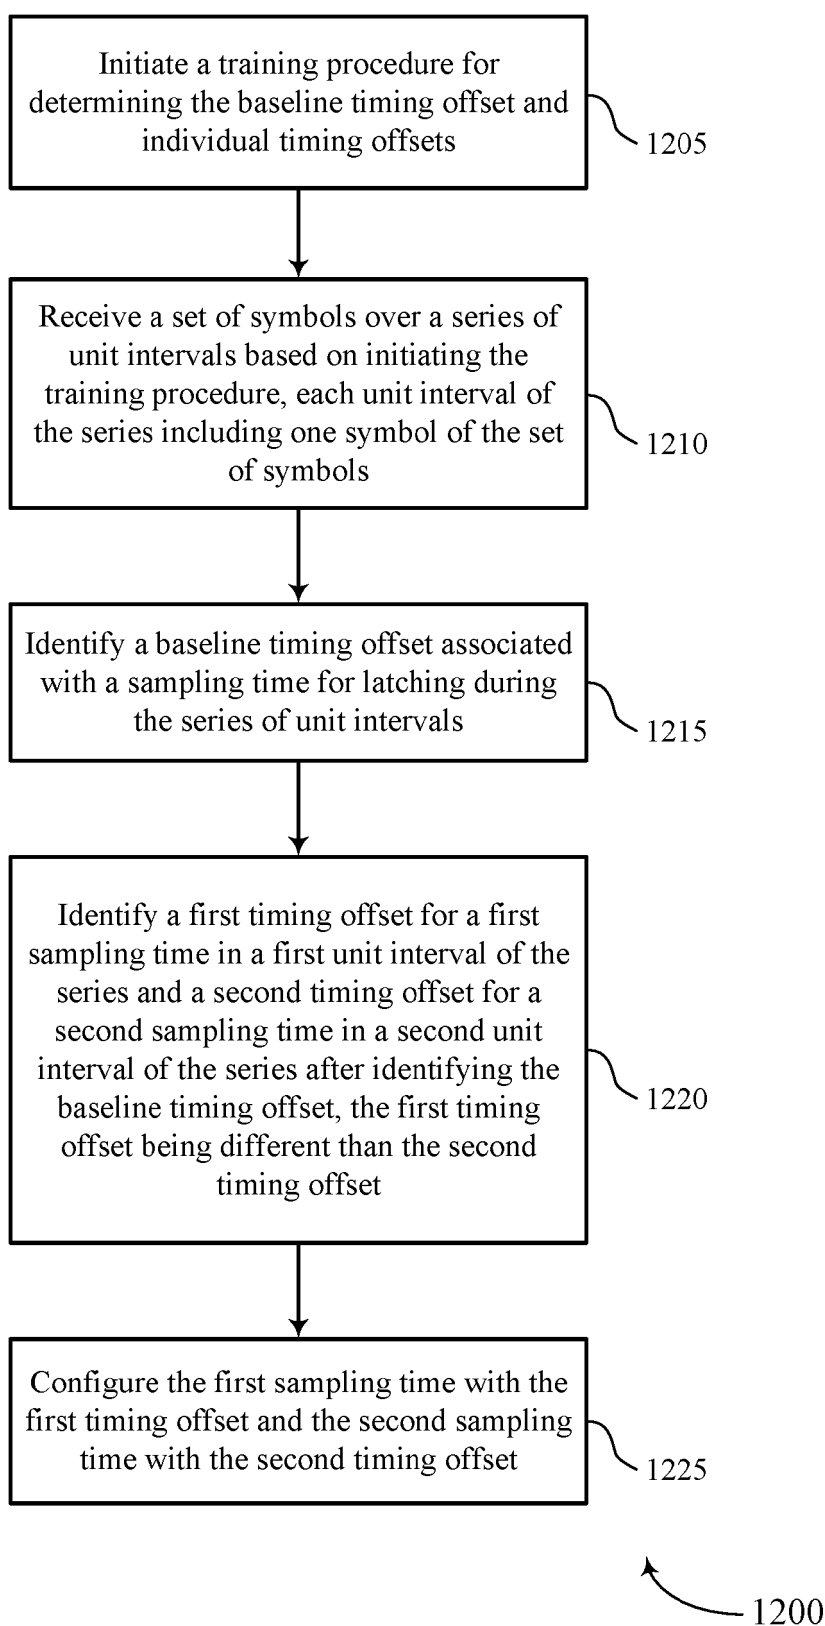 Initiate a training procedure for
determining the baseline timing offset and
individual timing offsets
1205
Receive a set of symbols over a series of
unit intervals based on initiating the
training procedure, each unit interval of
the series including one symbol of the set
of symbols
1210
Identify a baseline timing offset associated
with a sampling time for latching during
the series of unit intervals
1215
Identify a first timing offset for a first
sampling time in a first unit interval of the
series and a second timing offset for a
second sampling time in a second unit
interval of the series after identifying the
baseline timing offset, the first timing
offset being different than the second
timing offset
1220
Configure the first sampling time with the
first timing offset and the second sampling
time with the second timing offset
1225
1200